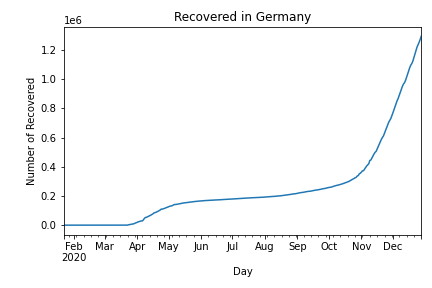 Recovered in Germany
1e6
Number of Recovered
1.2
1.0
0.8
0.6
0.4
0.2
0.0
Feb Mar Apr May Jun Jul Aug Sep Oct Nov Dec
2020
Day